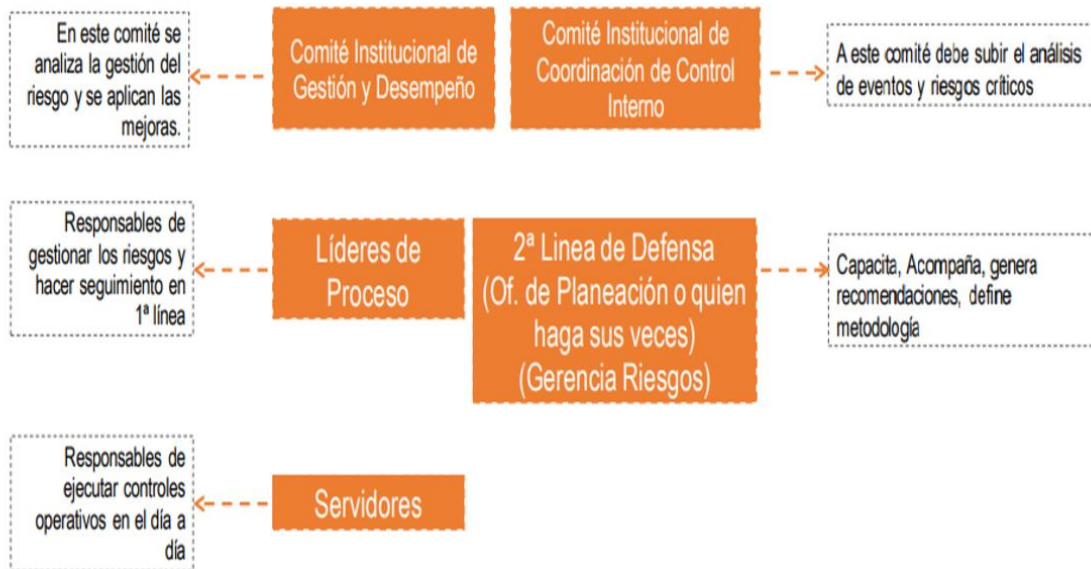 En este comité se
analiza la gestión del
riesgo y se aplican las
mejoras.
Comité Institucional de
Gestión y Desempeño
Comité Institucional de
Coordinación de Control
Interno
A este comité debe subir el análisis
de eventos y riesgos críticos
Responsables de
gestionar los riesgos y
hacer seguimiento en
1ª línea
Líderes de
Proceso
2ª Linea de Defensa
(Of. de Planeación o quien
haga sus veces)
(Gerencia Riesgos)
Capacita, Acompaña, genera
recomendaciones, define
metodología
Responsables de
ejecutar controles
operativos en el día a
día
Servidores